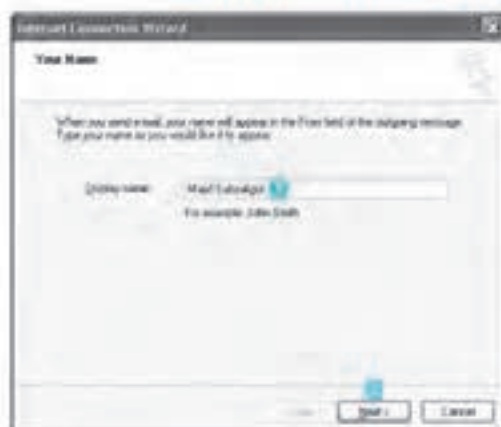 Internet Connection Wizard
Your Name
When you send e-mail, your name will appear in the From field of the outgoing message.
Type your name as you would like it to appear.
Display name:
For example: John Smith
Next >
Cancel